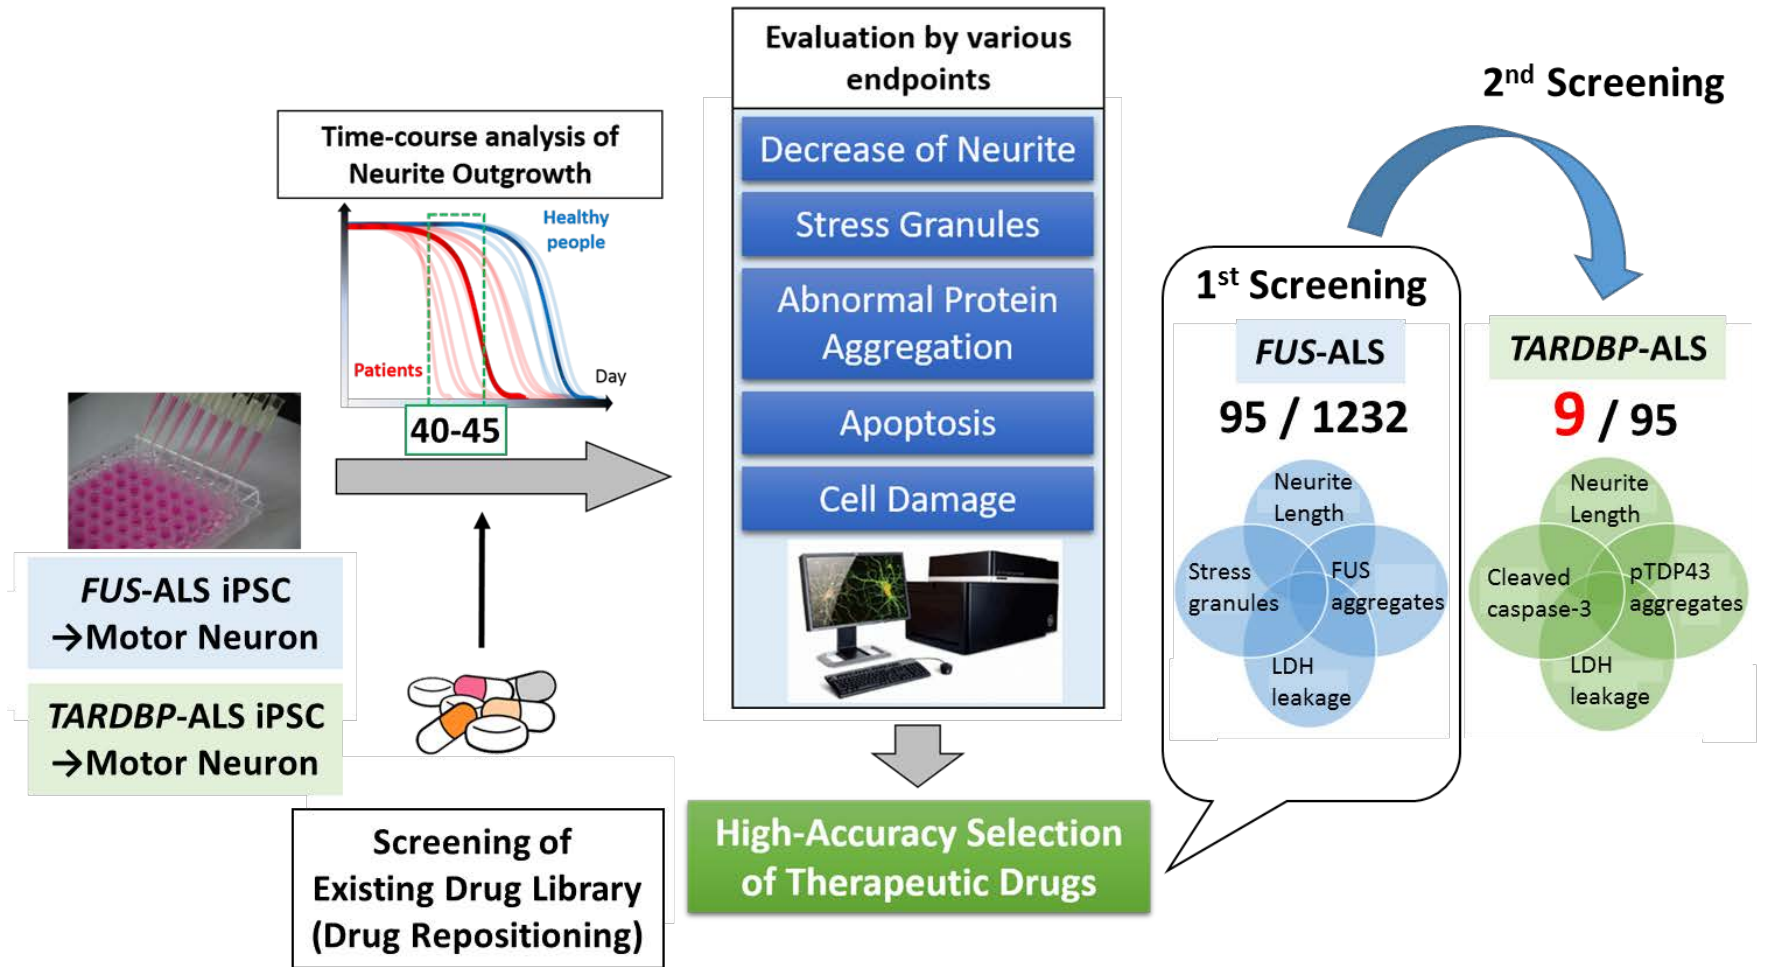 Time-course analysis of
Neurite Outgrowth
Healthy
people
Patients
Day
40-45
FUS-ALS iPSC
→Motor Neuron
TARDBP-ALS iPSC
→Motor Neuron
Screening of
Existing Drug Library
(Drug Repositioning)
Evaluation by various
endpoints
Decrease of Neurite
Stress Granules
Abnormal Protein
Aggregation
Apoptosis
Cell Damage
High-Accuracy Selection
of Therapeutic Drugs
1st Screening
FUS-ALS
95 / 1232
Neurite
Length
Stress
granules
FUS
aggregates
LDH
leakage
2nd Screening
TARDBP-ALS
9 / 95
Neurite
Length
Cleaved
caspase-3
pTDP43
aggregates
LDH
leakage